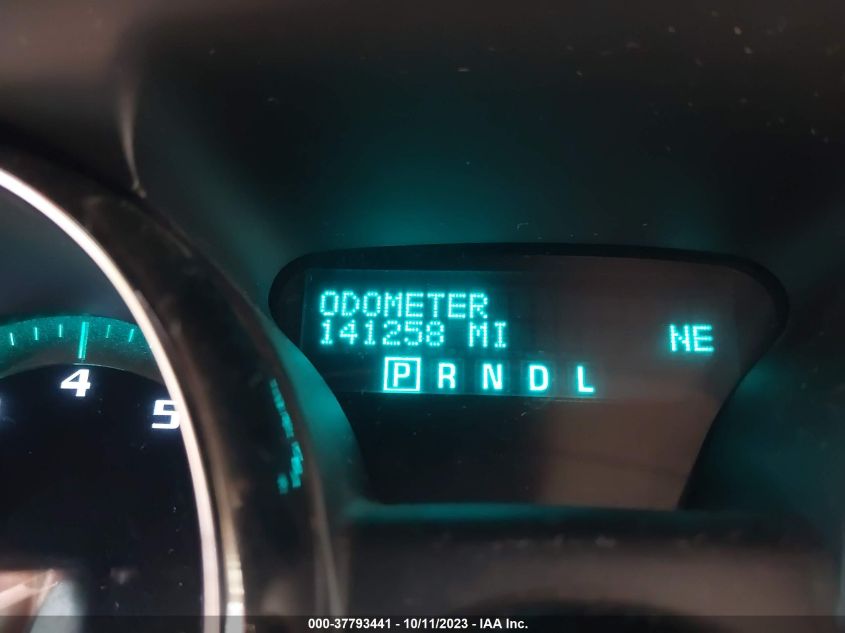 ODOMETER
141258 MI NE
P R N D L
4
5
000-37793441 - 10/11/2023 - IAA Inc.